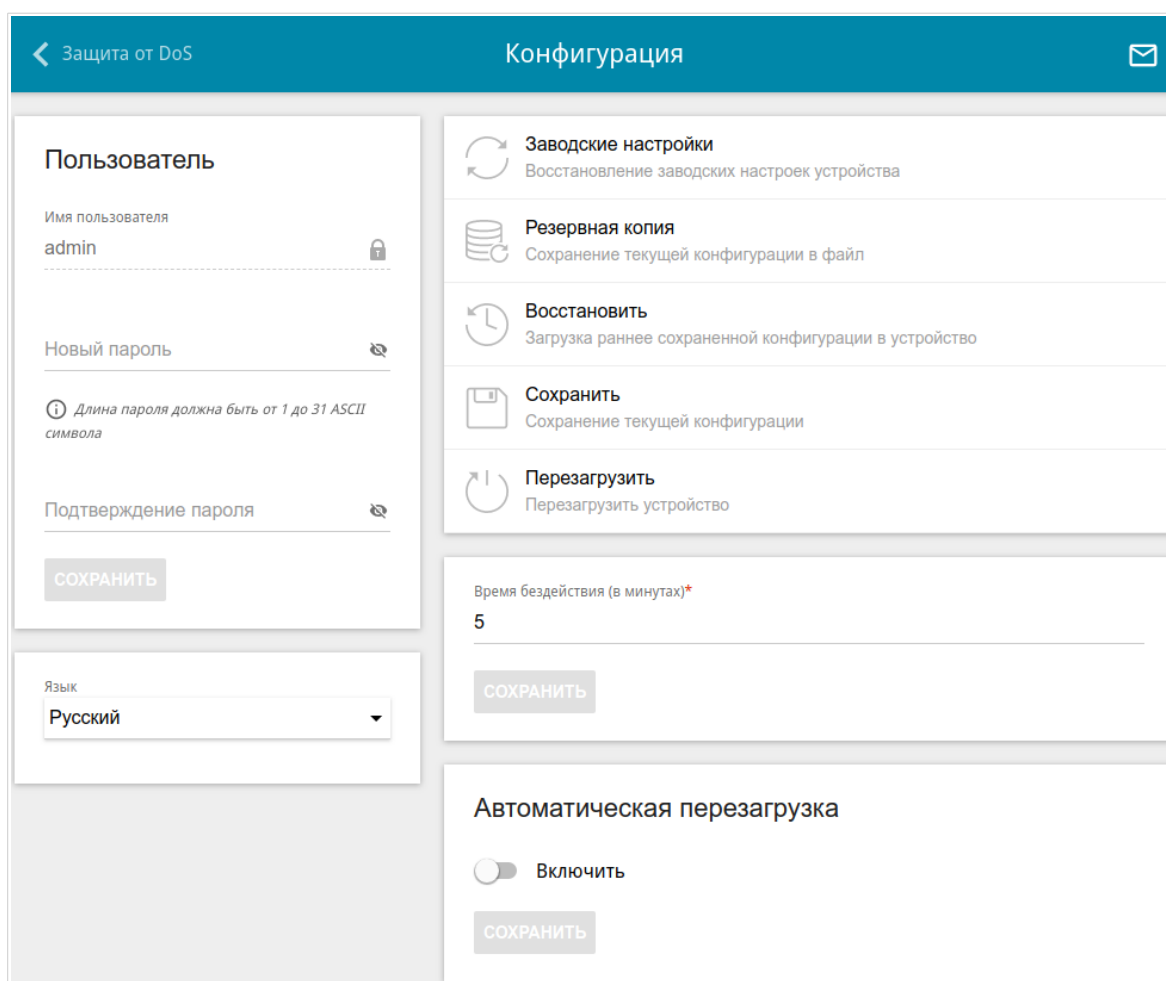 Защита от DoS
Конфигурация
Пользователь
Имя пользователя
admin
Новый пароль
Длина пароля должна быть от 1 до 31 ASCII
символа
Подтверждение пароля
СОХРАНИТЬ
Язык
Русский
Заводские настройки
Восстановление заводских настроек устройства
Резервная копия
Сохранение текущей конфигурации в файл
Восстановить
Загрузка раннее сохраненной конфигурации в устройство
Сохранить
Сохранение текущей конфигурации
Перезагрузить
Перезагрузить устройство
Время бездействия (в минутах)*
5
СОХРАНИТЬ
Автоматическая перезагрузка
Включить
СОХРАНИТЬ